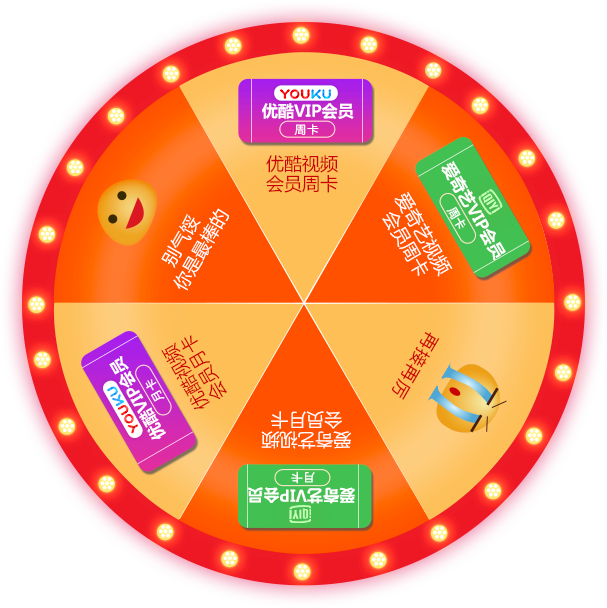 YOUKU
优酷VIP会员
周卡
优酷视频
会员周卡
iQIYI
爱奇艺VIP会员
周卡
爱奇艺视频
会员周卡
再接再厉
爱奇艺视频
会员月卡
iQIYI
爱奇艺VIP会员
月卡
YOUKU
优酷VIP会员
月卡
优酷视频
会员月卡
别气馁
你是最棒的